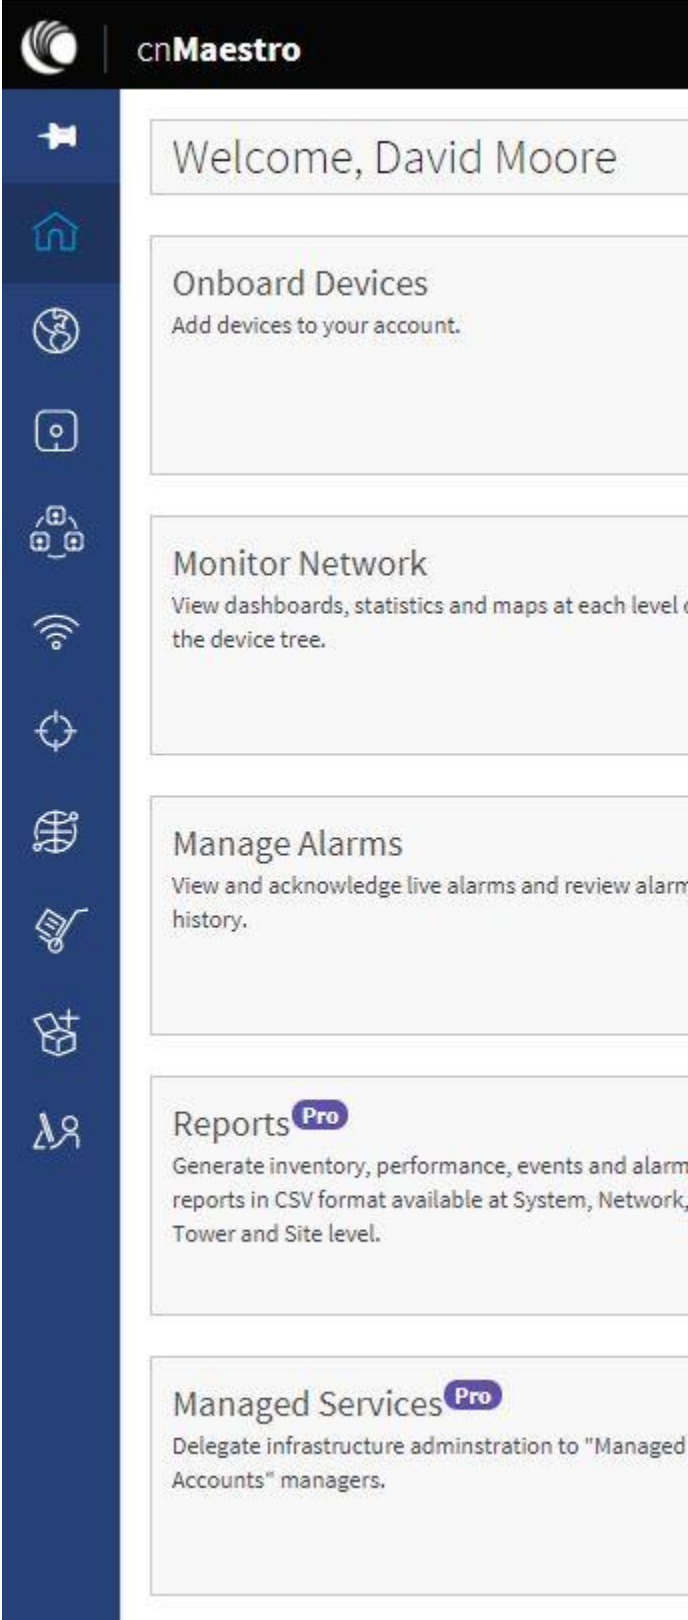 cnMaestro
Welcome, David Moore
Onboard Devices
Add devices to your account.
Monitor Network
View dashboards, statistics and maps at each level
the device tree.
Manage Alarms
View and acknowledge live alarms and review alarm
history.
Reports Pro
Generate inventory, performance, events and alarm
reports in CSV format available at System, Network,
Tower and Site level.
Managed Services Pro
Delegate infrastructure adminstration to "Managed
Accounts" managers.